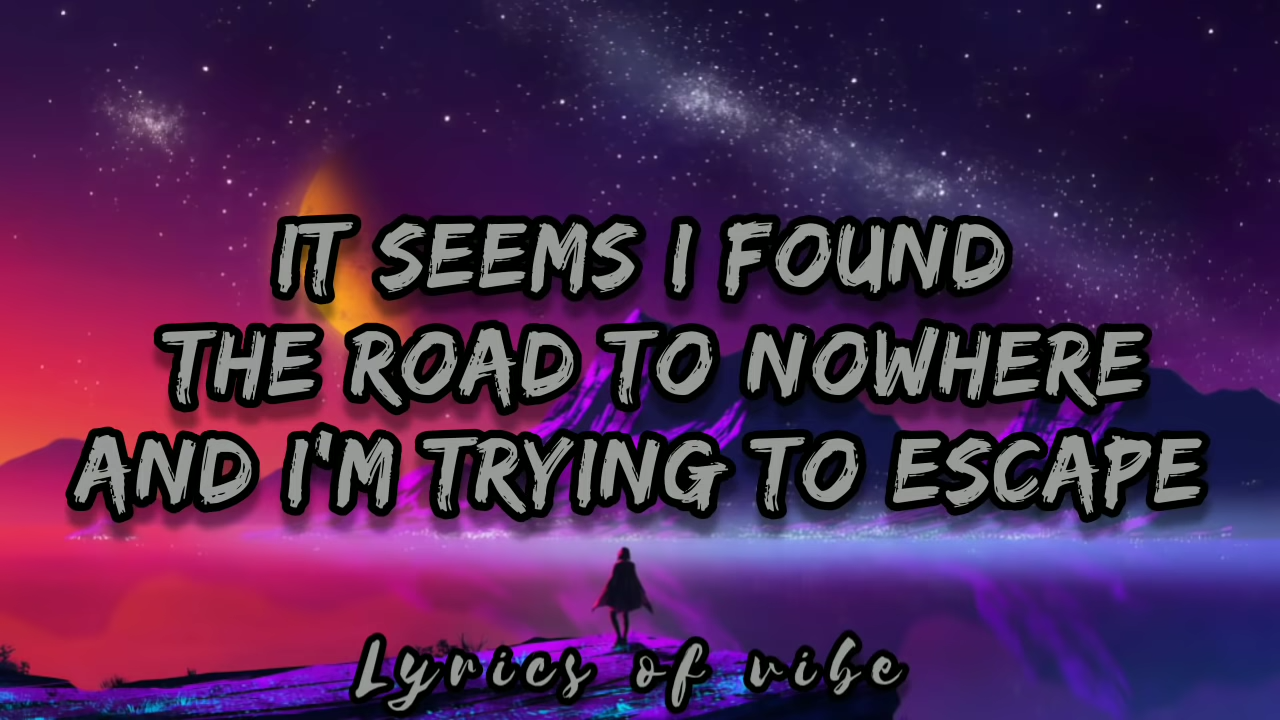 IT SEEMS I FOUND
THE ROAD TO NOWHERE
AND I'M TRYING TO ESCAPE
Lyrics of vibe